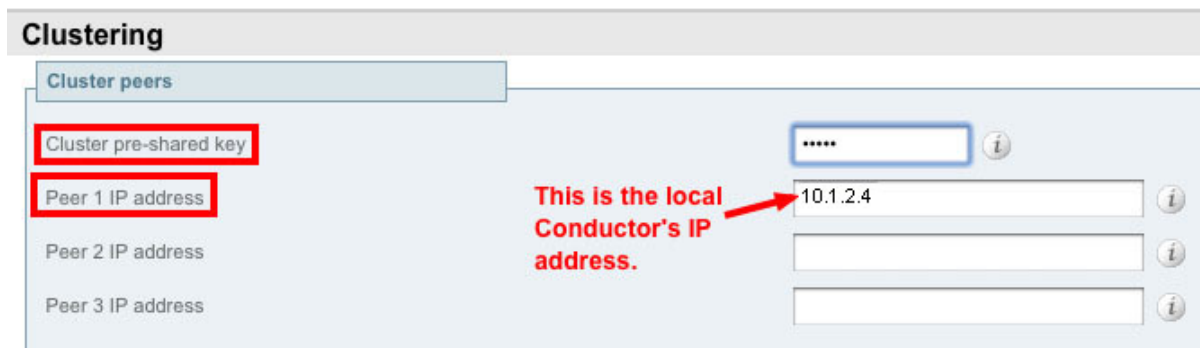 Clustering
Cluster peers
Cluster pre-shared key
•••••
Peer 1 IP address
10.1.2.4
This is the local
Conductor's IP
address.
Peer 2 IP address
Peer 3 IP address